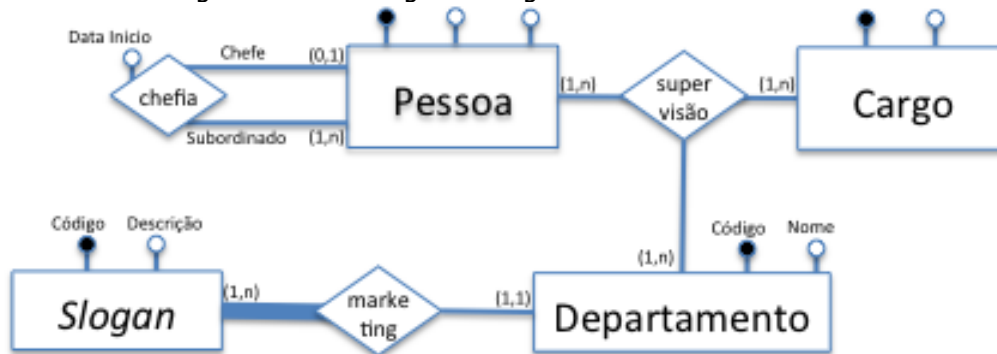 Data Inicio
Chefe
(0,1)
chefia
Pessoa
(1,n)
super
visão
(1,n)
Cargo
Subordinado
(1,n)
Código
Descrição
Código
Nome
(1,n)
(1,n)
Slogan
marke
ting
(1,1)
Departamento